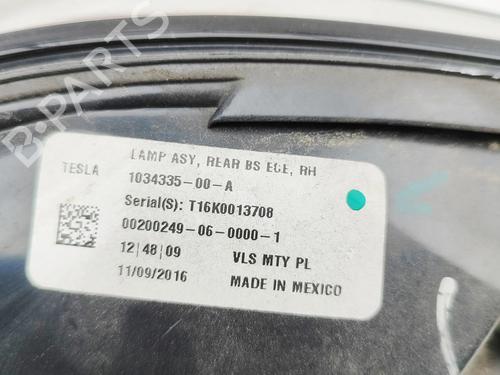 B-PARTS
LAMP ASY, REAR BS ECE, RH
TESLA
1034335-00-A
Serial(S): T16K0013708
00200249-06-0000-1
12|48|09
VLS MTY PL
11/09/2016
MADE IN MEXICO